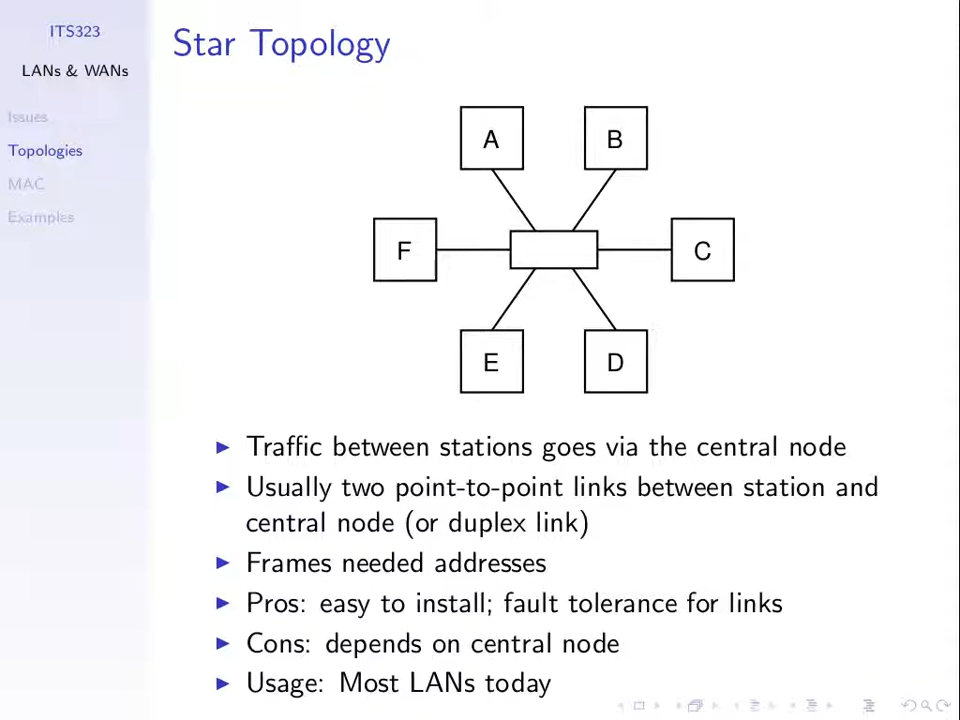 ITS323
LANs & WANs
Issues
Topologies
MAC
Examples
Star Topology
A
B
F
C
E
D
Traffic between stations goes via the central node
Usually two point-to-point links between station and
central node (or duplex link)
Frames needed addresses
Pros: easy to install; fault tolerance for links
Cons: depends on central node
Usage: Most LANs today